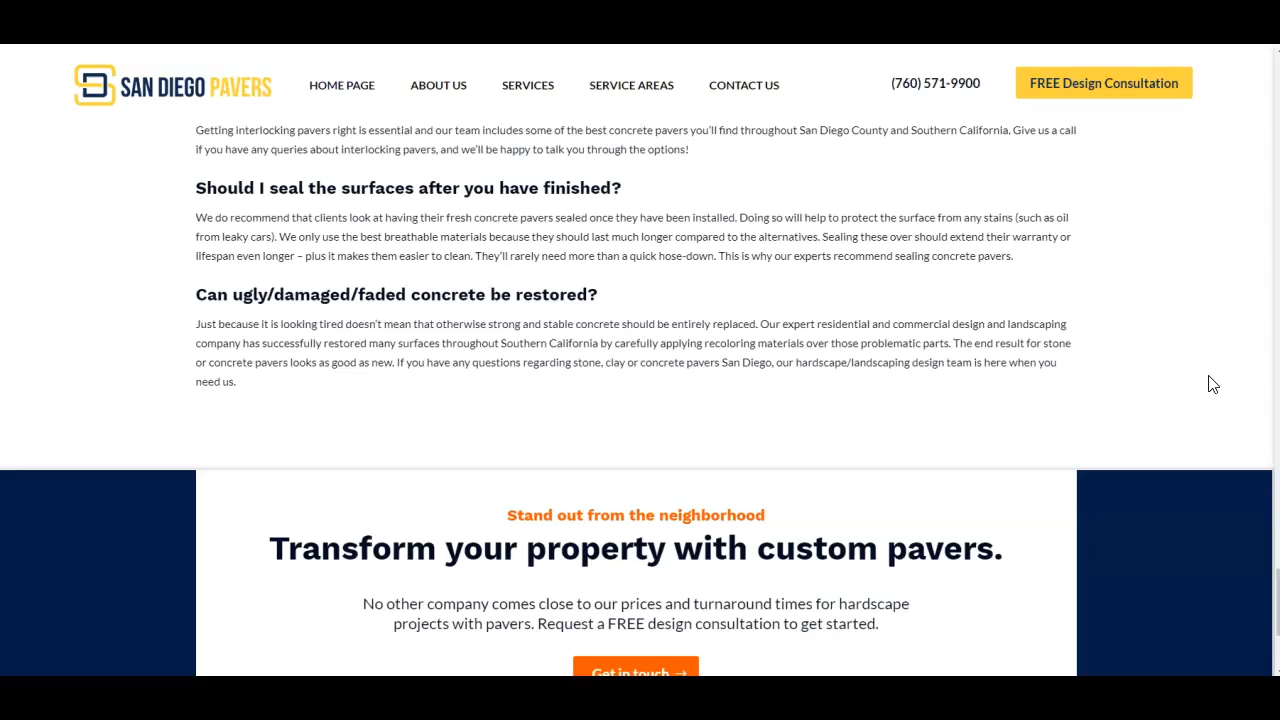 SAN DIEGO PAVERS HOME PAGE ABOUT US SERVICES SERVICE AREAS CONTACT US (760) 571-9900 FREE Design Consultation
Getting interlocking pavers right is essential and our team includes some of the best concrete pavers you’ll find throughout San Diego County and Southern California. Give us a call
if you have any queries about interlocking pavers, and we’ll be happy to talk you through the options!
Should I seal the surfaces after you have finished?
We do recommend that clients look at having their fresh concrete pavers sealed once they have been installed. Doing so will help to protect the surface from any stains (such as oil
from leaky cars). We only use the best breathable materials because they should last much longer compared to the alternatives. Sealing these over should extend their warranty or
lifespan even longer – plus it makes them easier to clean. They’ll rarely need more than a quick hose-down. This is why our experts recommend sealing concrete pavers.
Can ugly/damaged/faded concrete be restored?
Just because it is looking tired doesn’t mean that otherwise strong and stable concrete should be entirely replaced. Our expert residential and commercial design and landscaping
company has successfully restored many surfaces throughout Southern California by carefully applying recoloring materials over those problematic parts. The end result for stone
or concrete pavers looks as good as new. If you have any questions regarding stone, clay or concrete pavers San Diego, our hardscape/landscaping design team is here when you
need us.
Stand out from the neighborhood
Transform your property with custom pavers.
No other company comes close to our prices and turnaround times for hardscape
projects with pavers. Request a FREE design consultation to get started.
Get in touch →